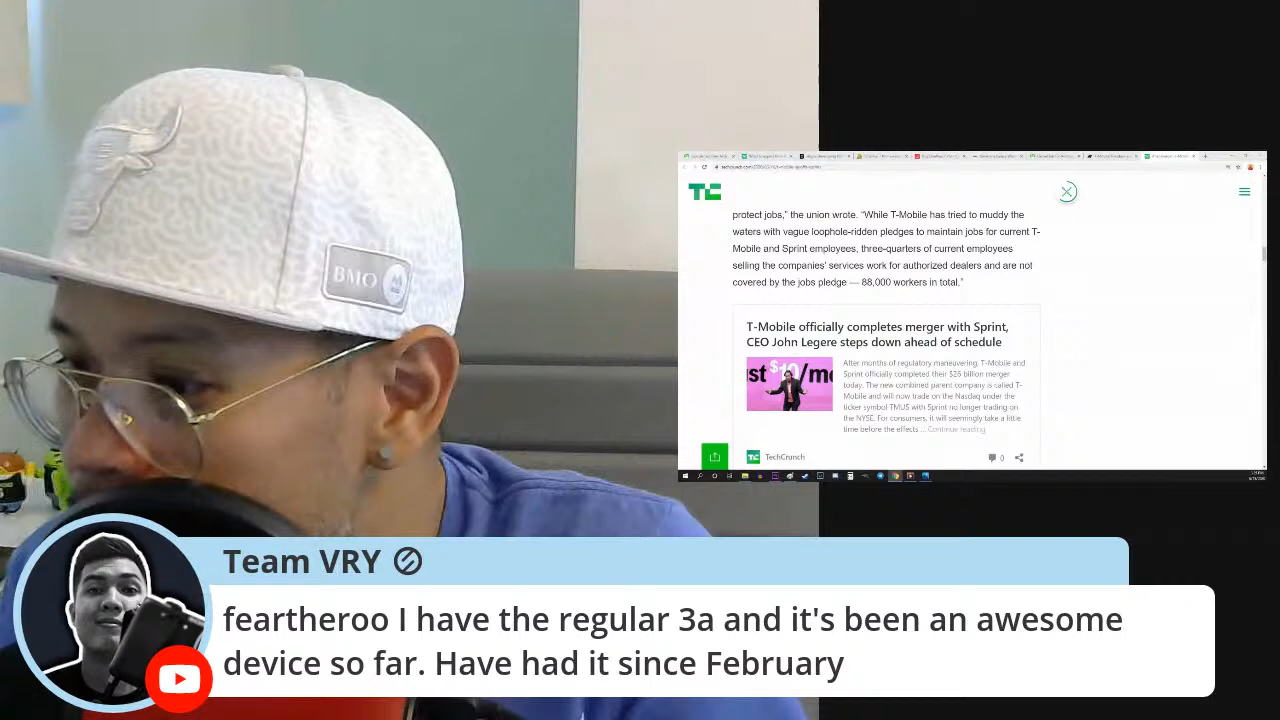 BMO
TC
protect jobs,” the union wrote. “While T-Mobile has tried to muddy the
waters with vague loophole-ridden pledges to maintain jobs for current T-
Mobile and Sprint employees, three-quarters of current employees
selling the companies’ services work for authorized dealers and are not
covered by the jobs pledge — 88,000 workers in total.”
T-Mobile officially completes merger with Sprint,
CEO John Legere steps down ahead of schedule
After months of regulatory maneuvering, T-Mobile and
Sprint officially completed their $26 billion merger
today. The new combined parent company is called T-
Mobile and will now trade on the Nasdaq under the
ticker symbol TMUS with Sprint no longer trading on
the NYSE. For consumers, it will seemingly take a little
time before the effects ... Continue reading
TC TechCrunch 0
Team VRY
feartheroo I have the regular 3a and it's been an awesome
device so far. Have had it since February